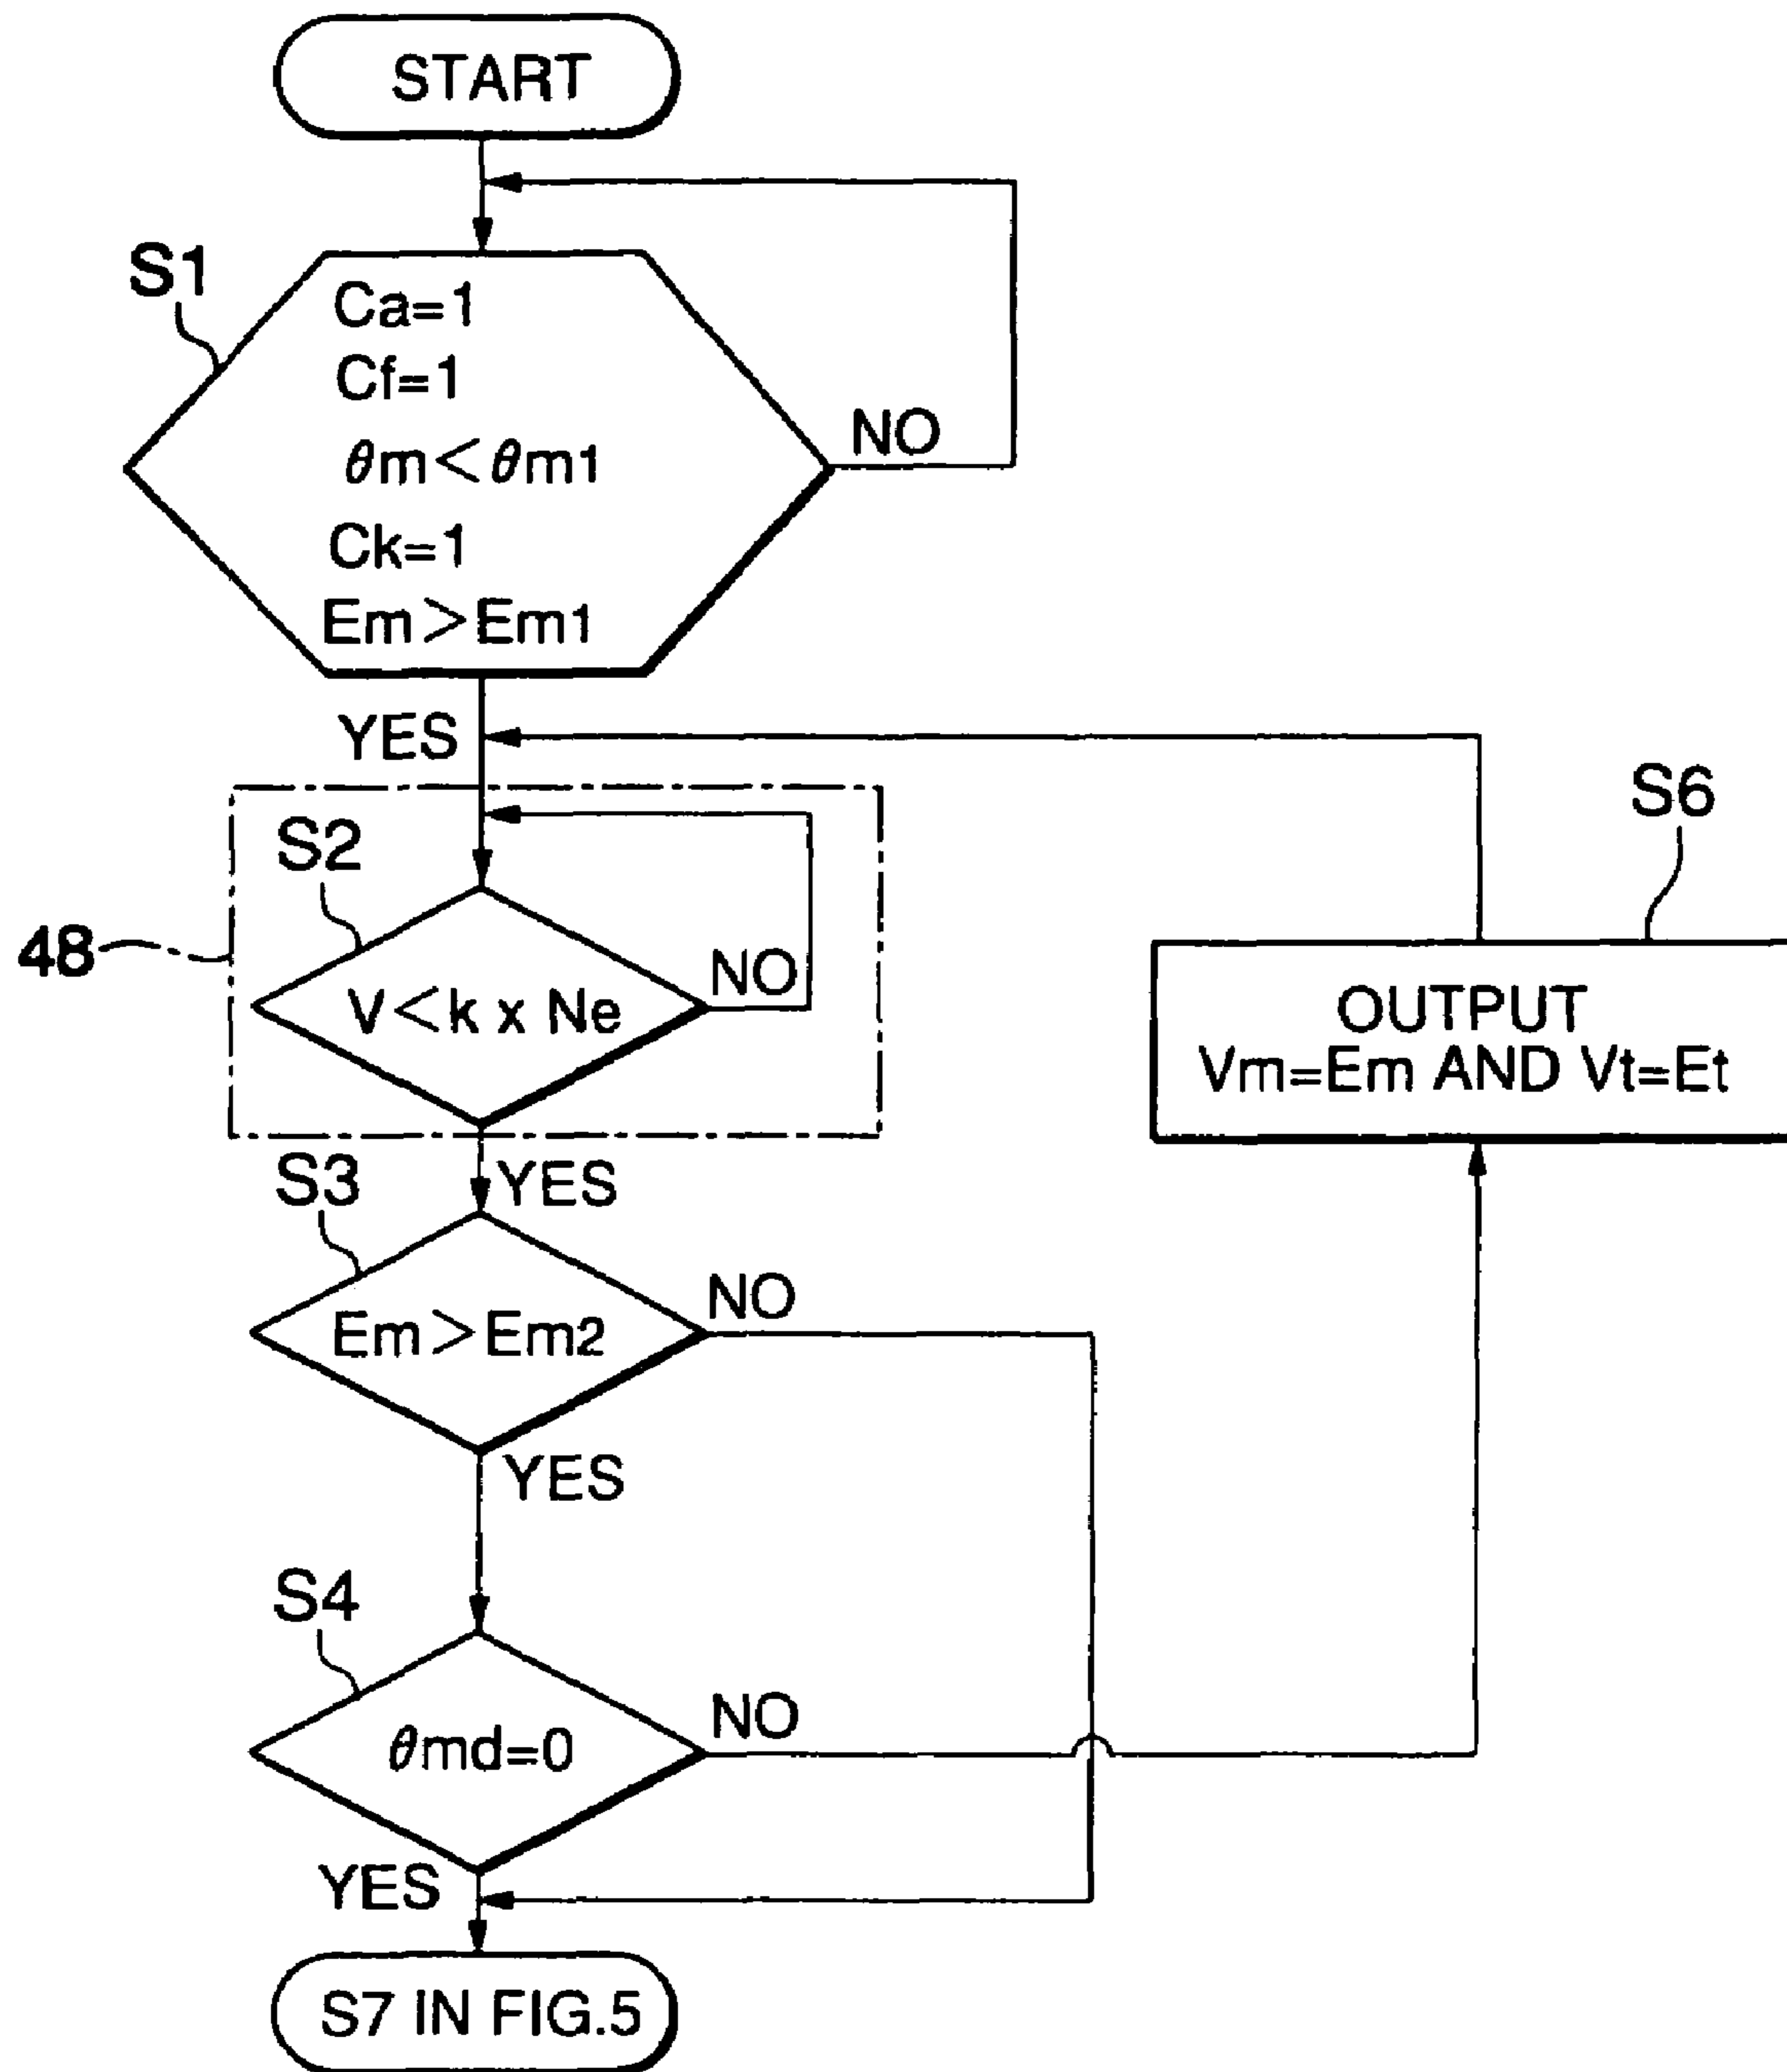 START
S1
Ca=1
Cf=1
θm<θm1
Ck=1
Em>Em1
NO
YES
S6
S2
48
V<k x Ne
NO
OUTPUT
Vm=Em AND Vt=Et
S3
YES
Em>Em2
NO
YES
S4
θmd=0
NO
YES
S7 IN FIG.5